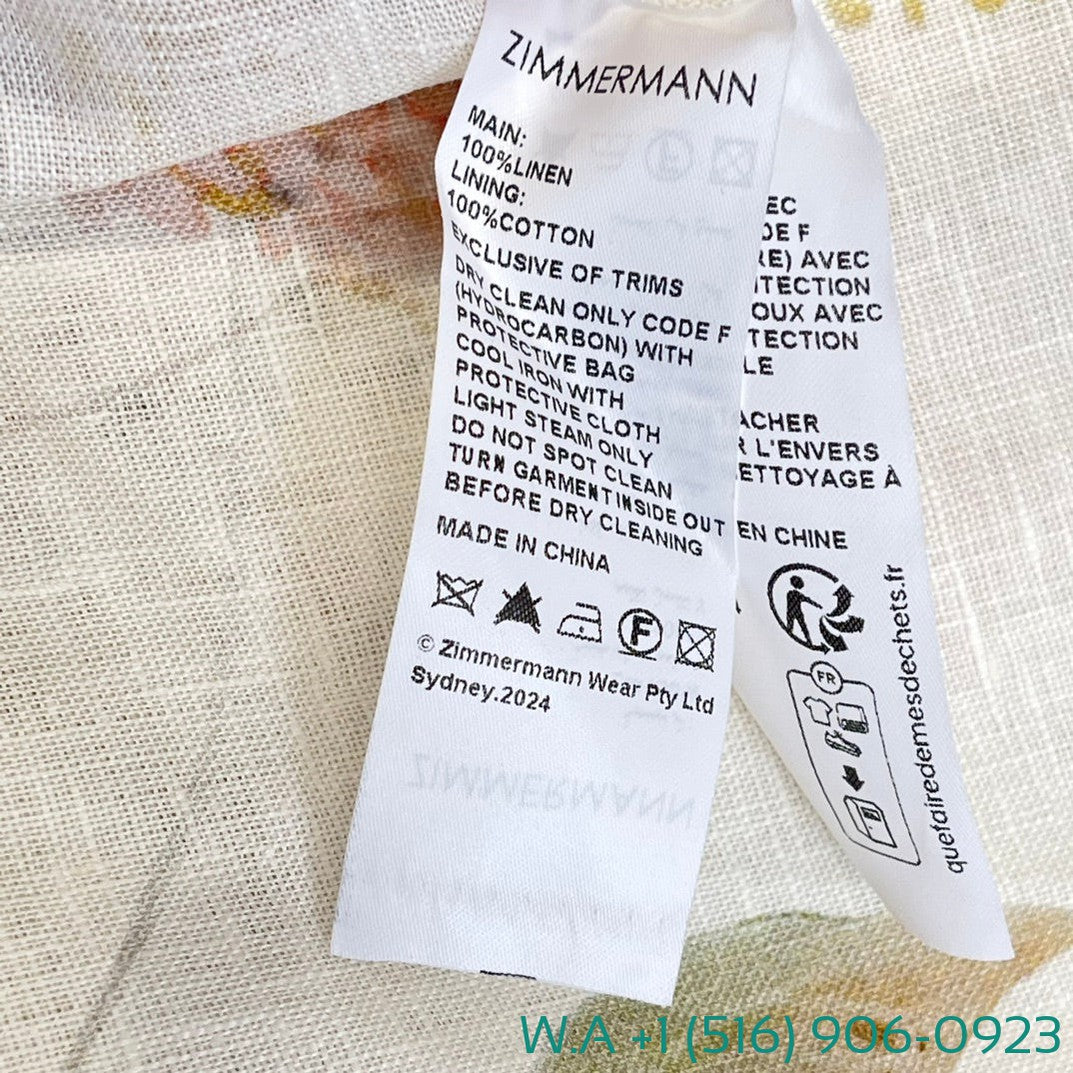 ZIMMERMANN
MAIN:
100%LINEN
LINING:
100%COTTON
EXCLUSIVE OF TRIMS
DRY CLEAN ONLY CODE F
(HYDROCARBON) WITH
PROTECTIVE BAG
COOL IRON WITH
PROTECTIVE CLOTH
LIGHT STEAM ONLY
DO NOT SPOT CLEAN
TURN GARMENT INSIDE OUT
BEFORE DRY CLEANING
MADE IN CHINA
F
© Zimmermann Wear Pty Ltd
Sydney.2024
ZIMMERMANN
EC
DE F
RE) AVEC
TECTION
OUX AVEC
TECTION
LE
ACHER
R L'ENVERS
ETTOYAGE À
EN CHINE
FR
quefairedemesdechets.fr
W.A +1 (516) 906-0923